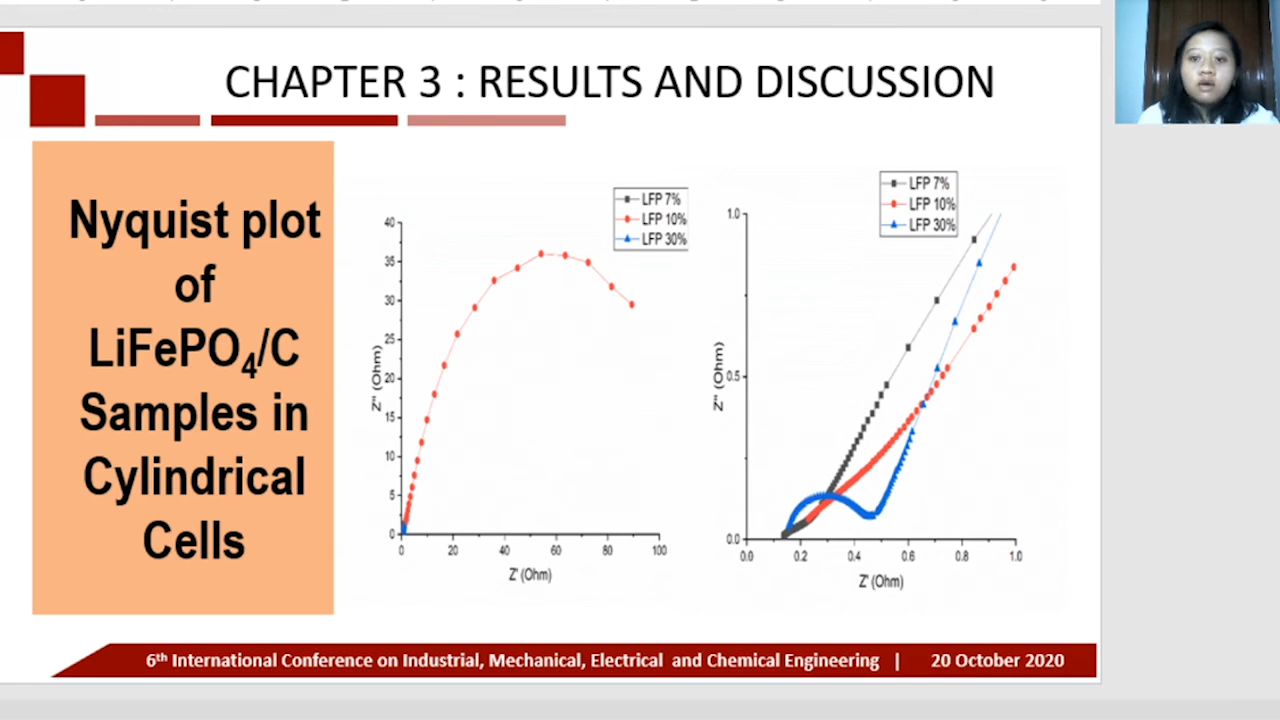 CHAPTER 3 : RESULTS AND DISCUSSION
Nyquist plot
of
LiFePO₄/C
Samples in
Cylindrical
Cells
LFP 7%
LFP 10%
LFP 30%
40
35
30
25
20
15
10
5
0
Z'' (Ohm)
0 20 40 60 80 100
Z' (Ohm)
LFP 7%
LFP 10%
LFP 30%
1.0
0.5
0.0
Z'' (Ohm)
0.0 0.2 0.4 0.6 0.8 1.0
Z' (Ohm)
6th International Conference on Industrial, Mechanical, Electrical and Chemical Engineering | 20 October 2020